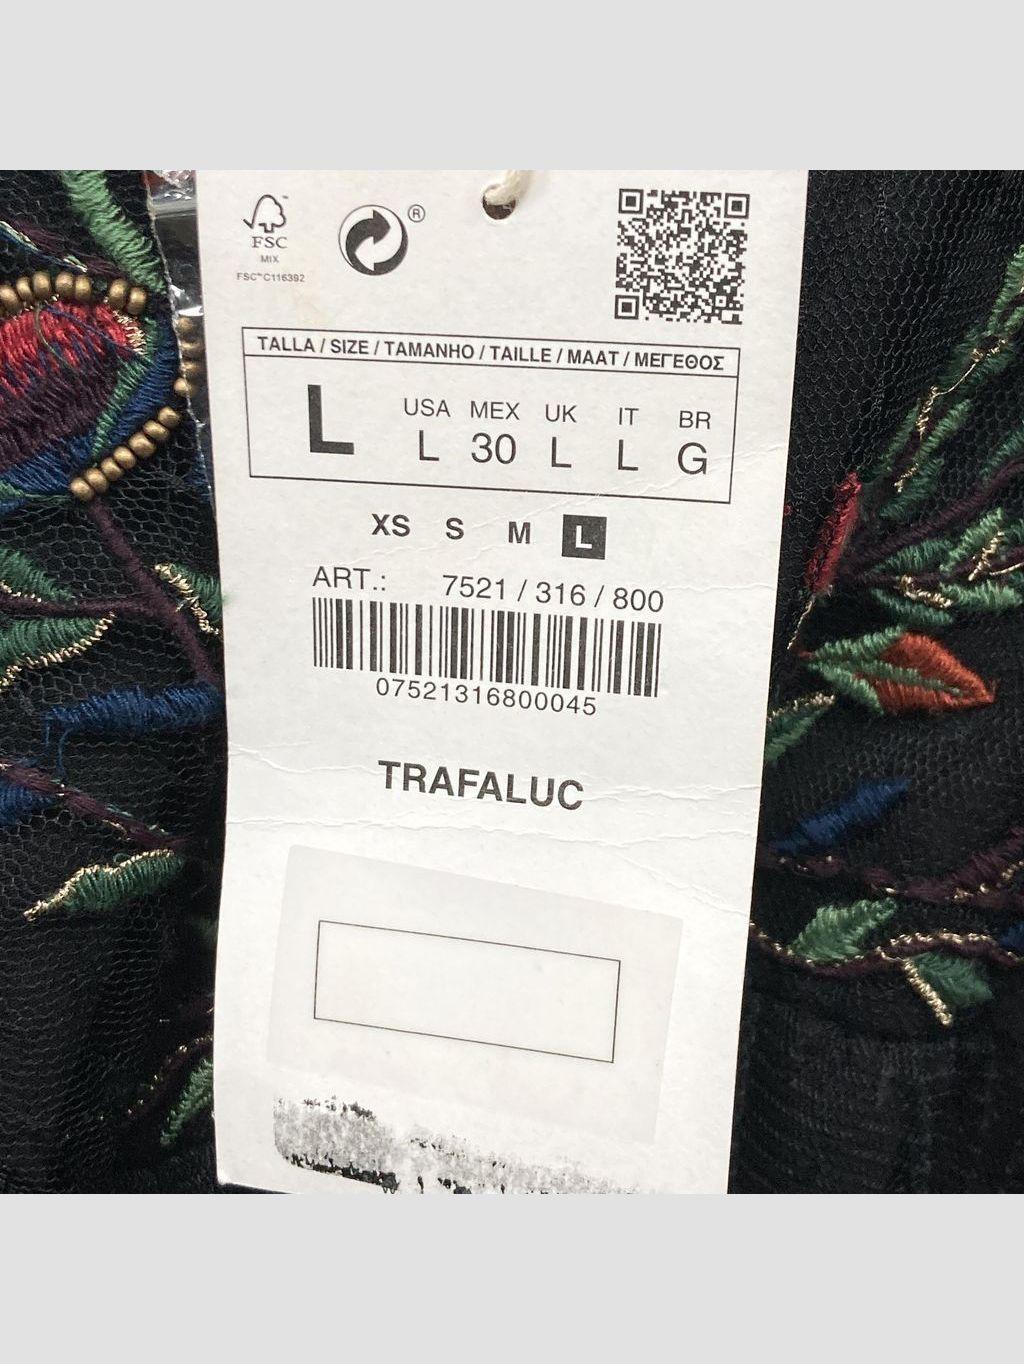 FSC™
MIX
FSC™ C116392
®
TALLA / SIZE / TAMANHO / TAILLE / MAAT / ΜΕΓΕΘΟΣ
L
USA MEX UK IT BR
L 30 L L G
XS S M L
ART.: 7521 / 316 / 800
07521316800045
TRAFALUC